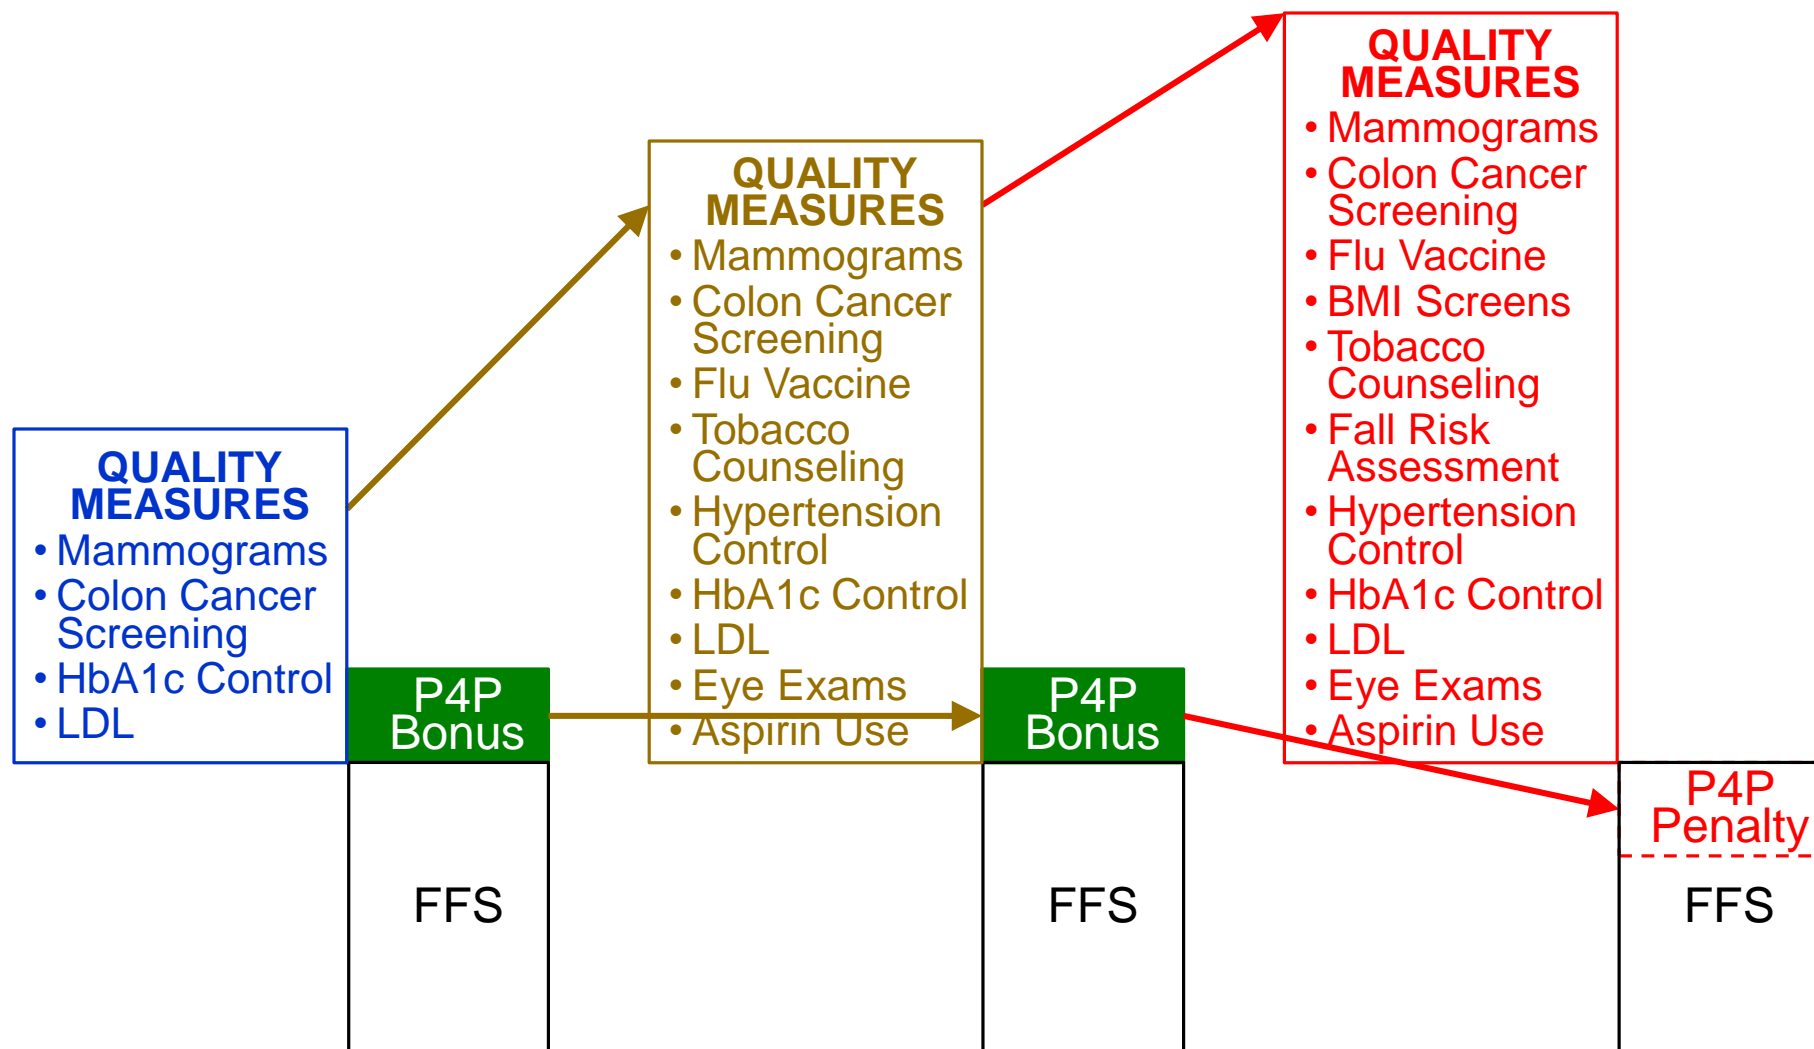 QUALITY
MEASURES
• Mammograms
• Colon Cancer
Screening
• HbA1c Control
• LDL
P4P
Bonus
FFS
QUALITY
MEASURES
• Mammograms
• Colon Cancer
Screening
• Flu Vaccine
• Tobacco
Counseling
• Hypertension
Control
• HbA1c Control
• LDL
• Eye Exams
• Aspirin Use
P4P
Bonus
FFS
QUALITY
MEASURES
• Mammograms
• Colon Cancer
Screening
• Flu Vaccine
• BMI Screens
• Tobacco
Counseling
• Fall Risk
Assessment
• Hypertension
Control
• HbA1c Control
• LDL
• Eye Exams
• Aspirin Use
P4P
Penalty
FFS